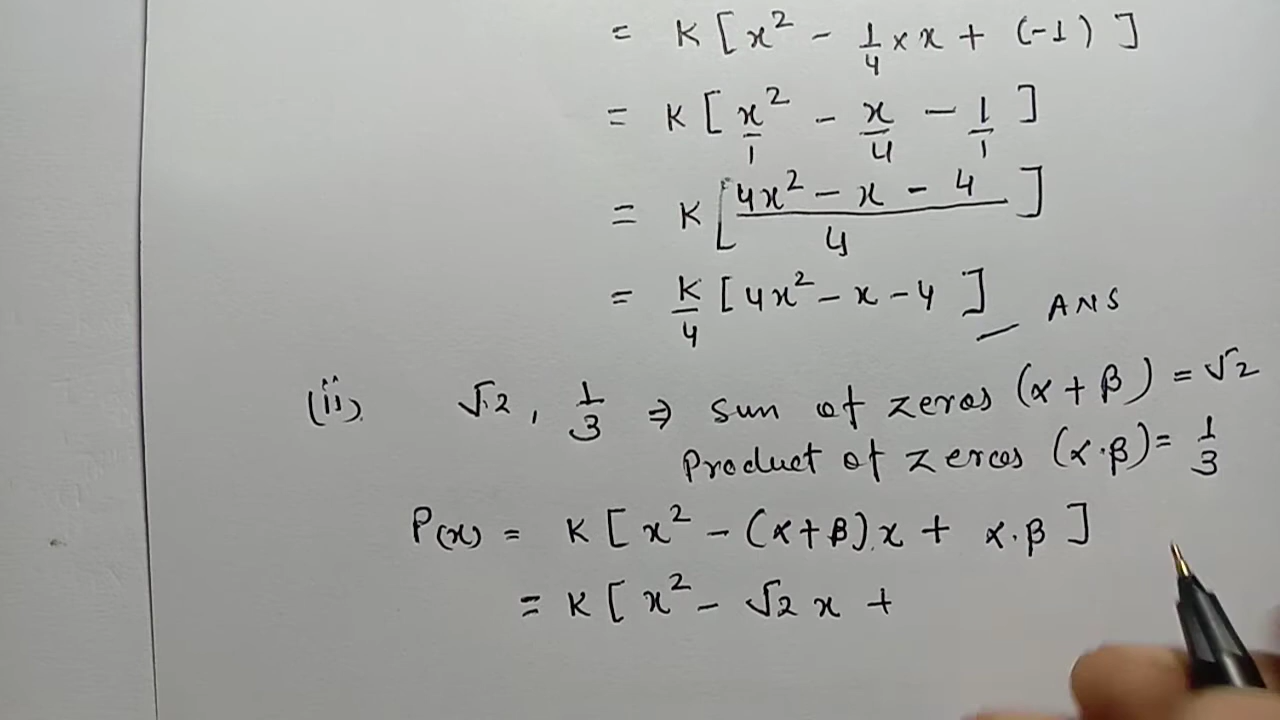 = K [ x² - 1/4 × x + (-1) ]
= K [ x²/1 - x/4 - 1/1 ]
= K [ (4x² - x - 4)/4 ]
= K/4 [ 4x² - x - 4 ] ANS
(ii) √2, 1/3 ⇒ Sum of zeros (α + β) = √2
Product of zeroes (α·β) = 1/3
P(x) = K [ x² - (α+β).x + α.β ]
= K [ x² - √2 x +